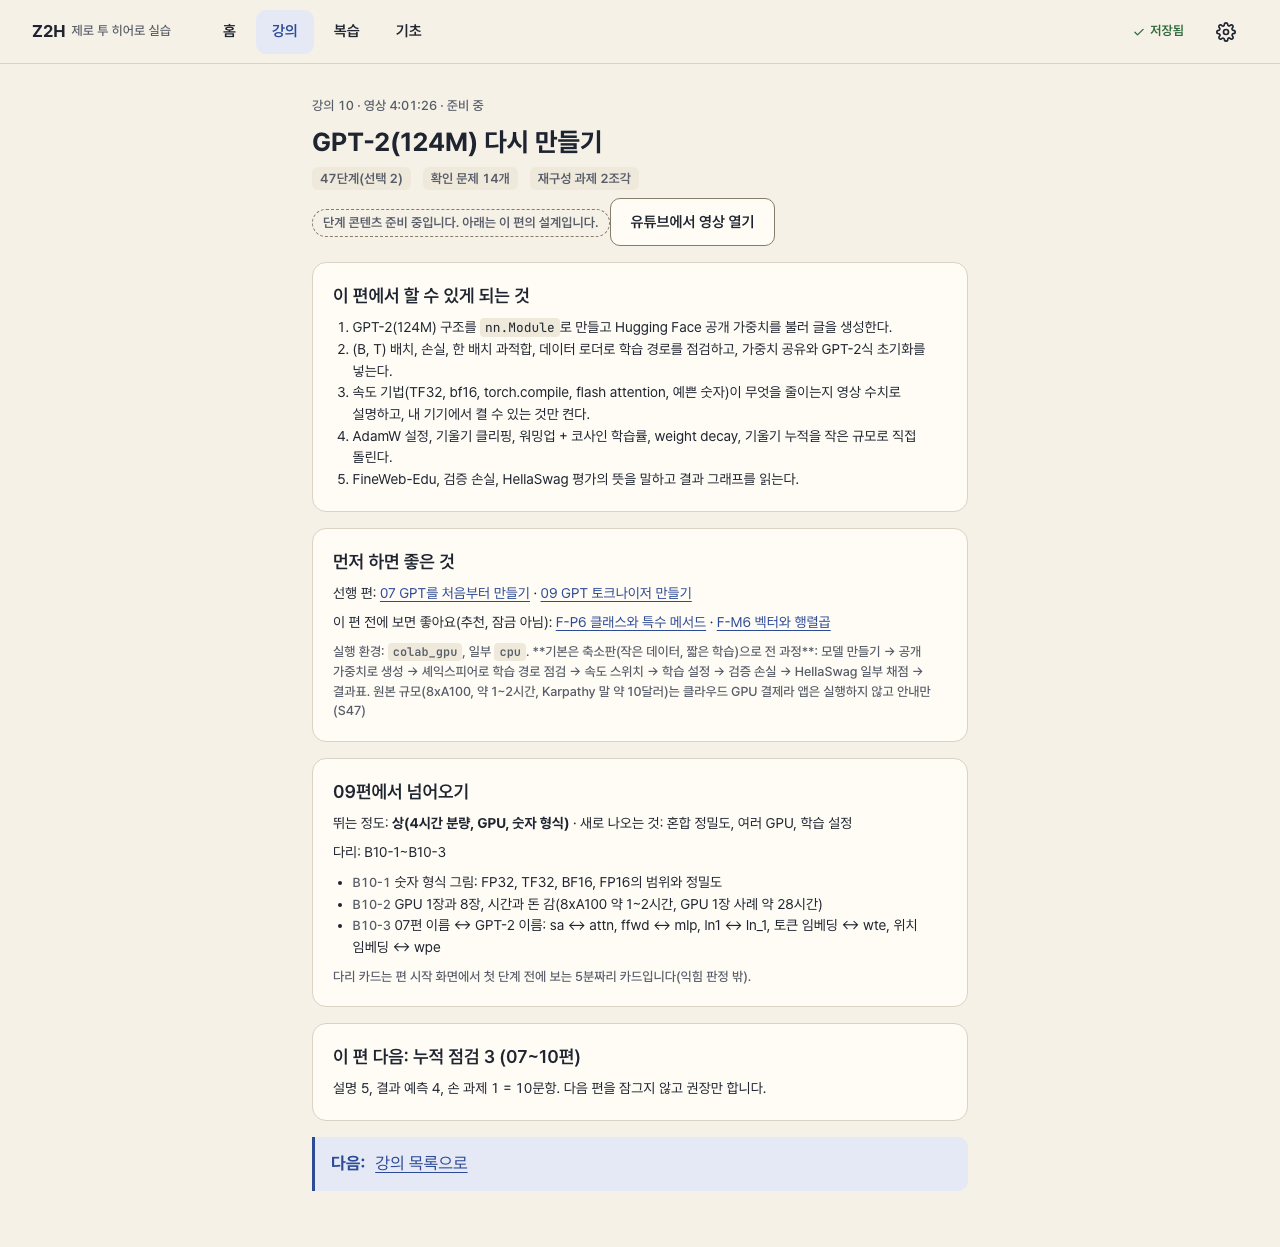 Z2H 제로 투 히어로 실습 홈 강의 복습 기초 ✓ 저장됨
강의 10 · 영상 4:01:26 · 준비 중
GPT-2(124M) 다시 만들기
47단계(선택 2) 확인 문제 14개 재구성 과제 2조각
단계 콘텐츠 준비 중입니다. 아래는 이 편의 설계입니다. 유튜브에서 영상 열기
이 편에서 할 수 있게 되는 것
1. GPT-2(124M) 구조를 nn.Module로 만들고 Hugging Face 공개 가중치를 불러 글을 생성한다.
2. (B, T) 배치, 손실, 한 배치 과적합, 데이터 로더로 학습 경로를 점검하고, 가중치 공유와 GPT-2식 초기화를
넣는다.
3. 속도 기법(TF32, bf16, torch.compile, flash attention, 예쁜 숫자)이 무엇을 줄이는지 영상 수치로
설명하고, 내 기기에서 켤 수 있는 것만 켠다.
4. AdamW 설정, 기울기 클리핑, 워밍업 + 코사인 학습률, weight decay, 기울기 누적을 작은 규모로 직접
돌린다.
5. FineWeb-Edu, 검증 손실, HellaSwag 평가의 뜻을 말하고 결과 그래프를 읽는다.
먼저 하면 좋은 것
선행 편: 07 GPT를 처음부터 만들기 · 09 GPT 토크나이저 만들기
이 편 전에 보면 좋아요(추천, 잠금 아님): F-P6 클래스와 특수 메서드 · F-M6 벡터와 행렬곱
실행 환경: colab_gpu, 일부 cpu. **기본은 축소판(작은 데이터, 짧은 학습)으로 전 과정**: 모델 만들기 → 공개
가중치로 생성 → 셰익스피어로 학습 경로 점검 → 속도 스위치 → 학습 설정 → 검증 손실 → HellaSwag 일부 채점 →
결과표. 원본 규모(8xA100, 약 1~2시간, Karpathy 말 약 10달러)는 클라우드 GPU 결제라 앱은 실행하지 않고 안내만
(S47)
09편에서 넘어오기
뛰는 정도: 상(4시간 분량, GPU, 숫자 형식) · 새로 나오는 것: 혼합 정밀도, 여러 GPU, 학습 설정
다리: B10-1~B10-3
• B10-1 숫자 형식 그림: FP32, TF32, BF16, FP16의 범위와 정밀도
• B10-2 GPU 1장과 8장, 시간과 돈 감(8xA100 약 1~2시간, GPU 1장 사례 약 28시간)
• B10-3 07편 이름 ↔ GPT-2 이름: sa ↔ attn, ffwd ↔ mlp, ln1 ↔ ln_1, 토큰 임베딩 ↔ wte, 위치
임베딩 ↔ wpe
다리 카드는 편 시작 화면에서 첫 단계 전에 보는 5분짜리 카드입니다(익힘 판정 밖).
이 편 다음: 누적 점검 3 (07~10편)
설명 5, 결과 예측 4, 손 과제 1 = 10문항. 다음 편을 잠그지 않고 권장만 합니다.
다음: 강의 목록으로